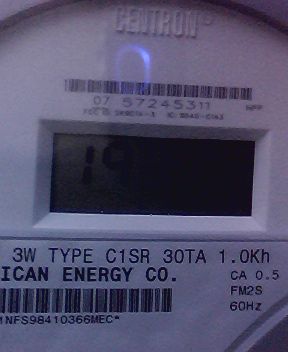 CENTRON
07 57245311
19
3W TYPE C1SR 30TA 1.0Kh
ICAN ENERGY CO.
CA 0.5
FM2S
60Hz
1NFS98410366MEC*